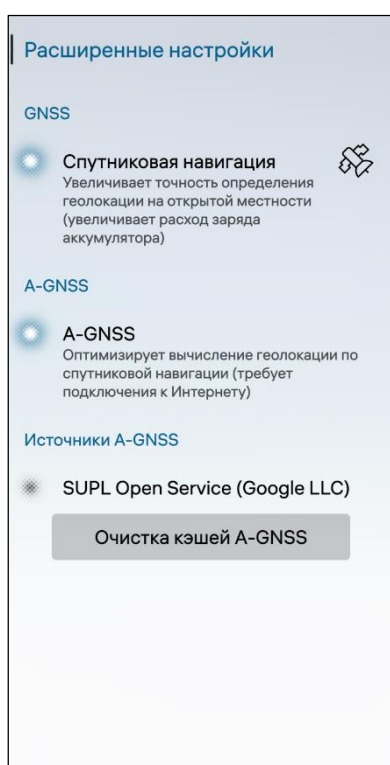 Расширенные настройки
GNSS
Спутниковая навигация
Увеличивает точность определения
геолокации на открытой местности
(увеличивает расход заряда
аккумулятора)
A-GNSS
A-GNSS
Оптимизирует вычисление геолокации по
спутниковой навигации (требует
подключения к Интернету)
Источники A-GNSS
SUPL Open Service (Google LLC)
Очистка кэшей A-GNSS